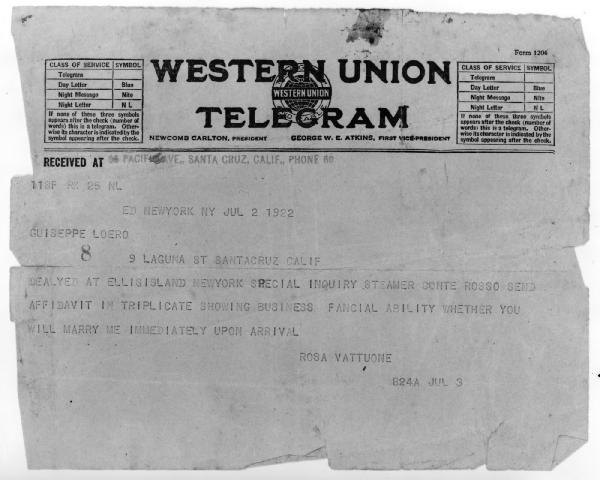 Form 1206
CLASS OF SERVICE SYMBOL
Telegram
Day Letter Blue
Night Message Nite
Night Letter N L
If none of these three symbols
appears after the check (number of
words) this is a telegram. Other-
wise its character is indicated by the
symbol appearing after the check.
WESTERN UNION
WESTERN UNION
TELEGRAM
NEWCOMB CARLTON, PRESIDENT GEORGE W. E. ATKINS, FIRST VICE-PRESIDENT
CLASS OF SERVICE SYMBOL
Telegram
Day Letter Blue
Night Message Nite
Night Letter N L
If none of these three symbols
appears after the check (number of
words) this is a telegram. Other-
wise its character is indicated by the
symbol appearing after the check.
RECEIVED AT PACIFIC AVE., SANTA CRUZ, CALIF. PHONE 60
118F RX 25 NL
ED NEWYORK NY JUL 2 1922
GUISEPPE LOERO
8
9 LAGUNA ST SANTACRUZ CALIF
DEALYED AT ELLISISLAND NEWYORK SPECIAL INQUIRY STEAMER CONTE ROSSO SEND
AFFIDAVIT IN TRIPLICATE SHOWING BUSINESS FANCIAL ABILITY WHETHER YOU
WILL MARRY ME IMMEDIATELY UPON ARRIVAL
ROSA VATTUONE
824A JUL 3